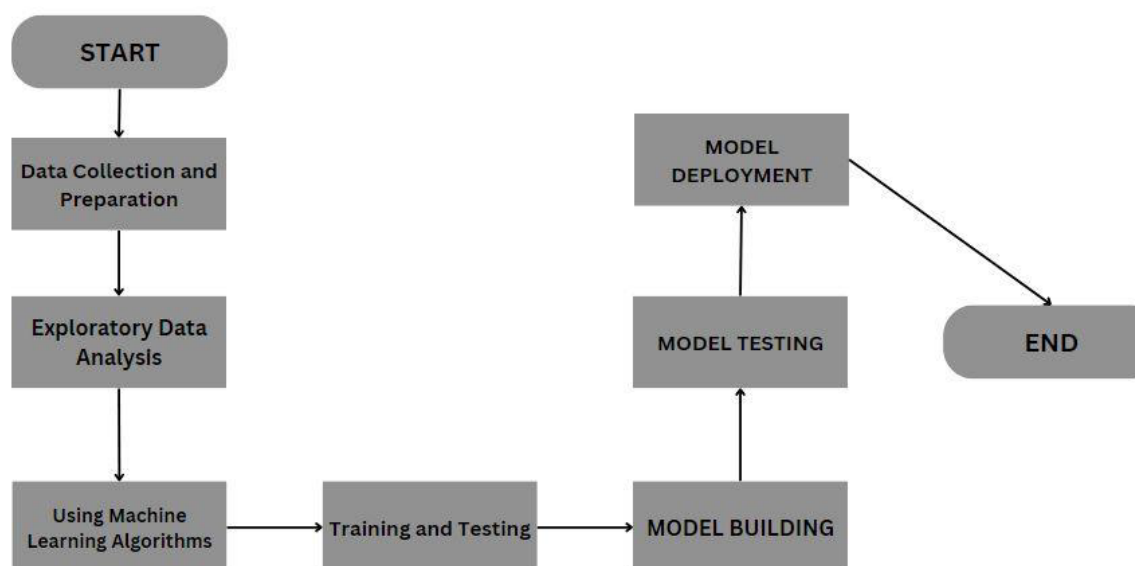 START
Data Collection and
Preparation
Exploratory Data
Analysis
Using Machine
Learning Algorithms
Training and Testing
MODEL BUILDING
MODEL TESTING
MODEL
DEPLOYMENT
END